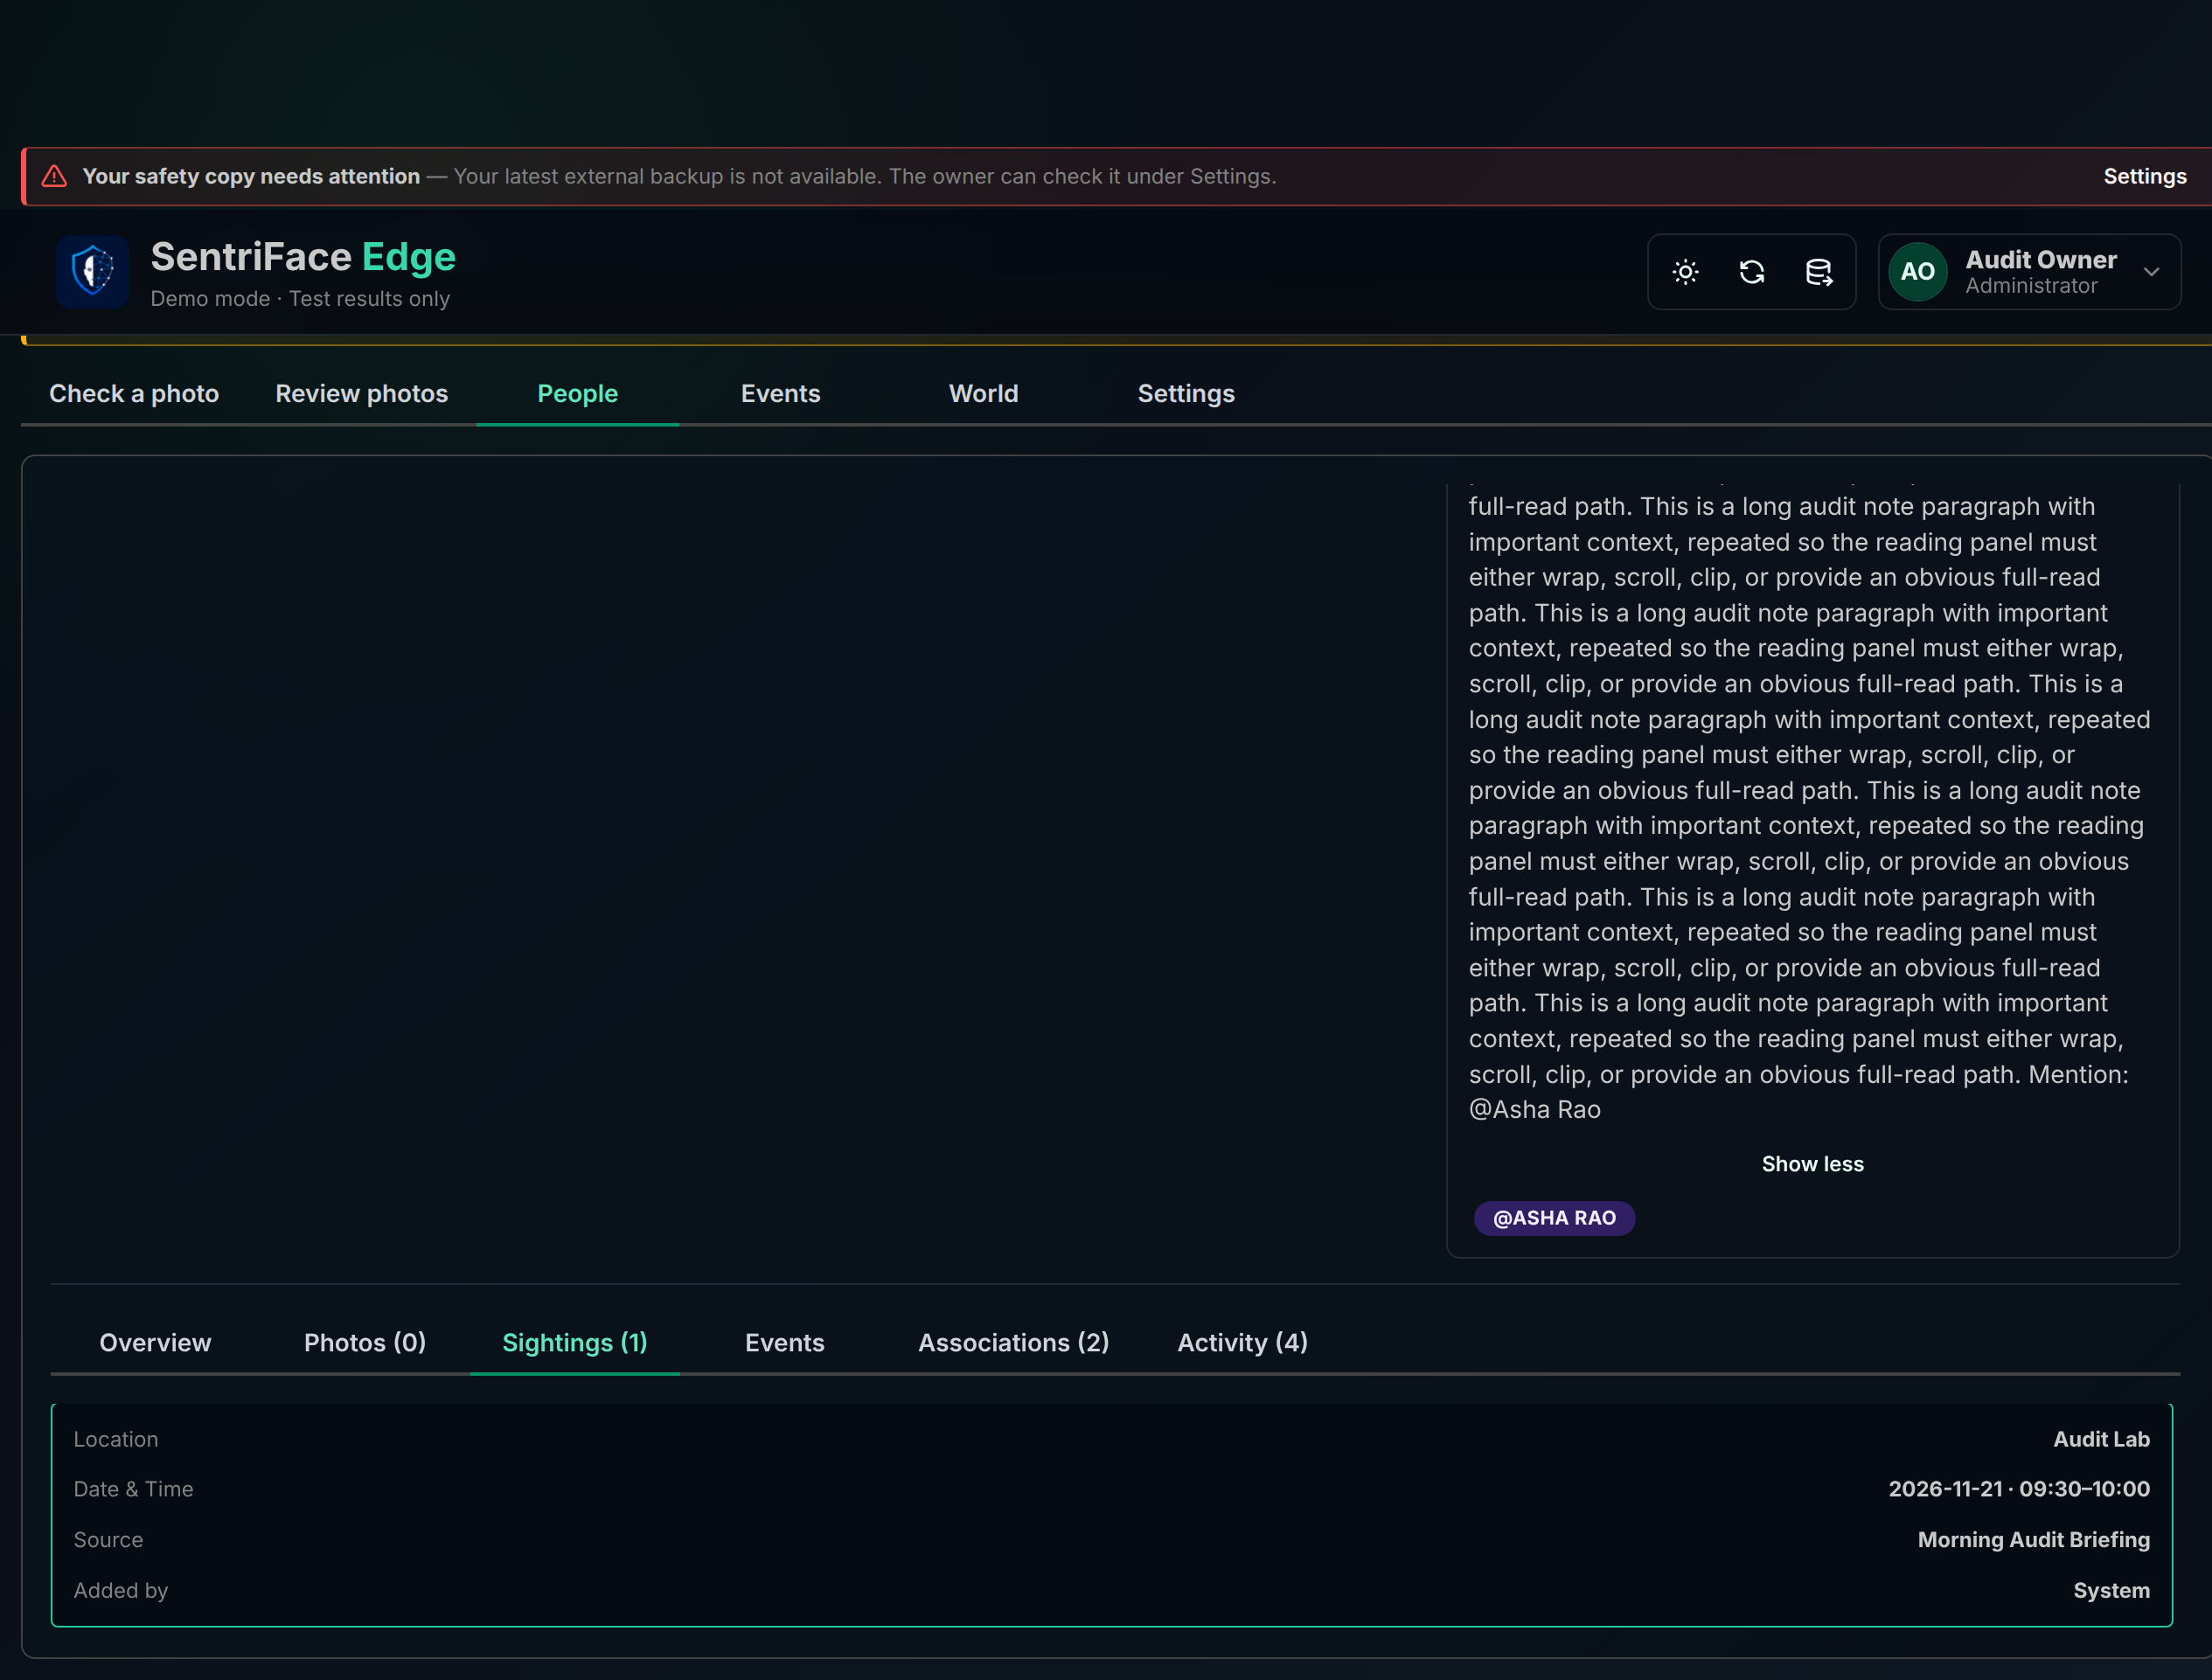 Your safety copy needs attention — Your latest external backup is not available. The owner can check it under Settings.
Settings
SentriFace Edge
Demo mode · Test results only
AO
Audit Owner
Administrator
Check a photo
Review photos
People
Events
World
Settings
full-read path. This is a long audit note paragraph with
important context, repeated so the reading panel must
either wrap, scroll, clip, or provide an obvious full-read
path. This is a long audit note paragraph with important
context, repeated so the reading panel must either wrap,
scroll, clip, or provide an obvious full-read path. This is a
long audit note paragraph with important context, repeated
so the reading panel must either wrap, scroll, clip, or
provide an obvious full-read path. This is a long audit note
paragraph with important context, repeated so the reading
panel must either wrap, scroll, clip, or provide an obvious
full-read path. This is a long audit note paragraph with
important context, repeated so the reading panel must
either wrap, scroll, clip, or provide an obvious full-read
path. This is a long audit note paragraph with important
context, repeated so the reading panel must either wrap,
scroll, clip, or provide an obvious full-read path. Mention:
@Asha Rao
Show less
@ASHA RAO
Overview
Photos (0)
Sightings (1)
Events
Associations (2)
Activity (4)
Location
Audit Lab
Date & Time
2026-11-21 · 09:30–10:00
Source
Morning Audit Briefing
Added by
System